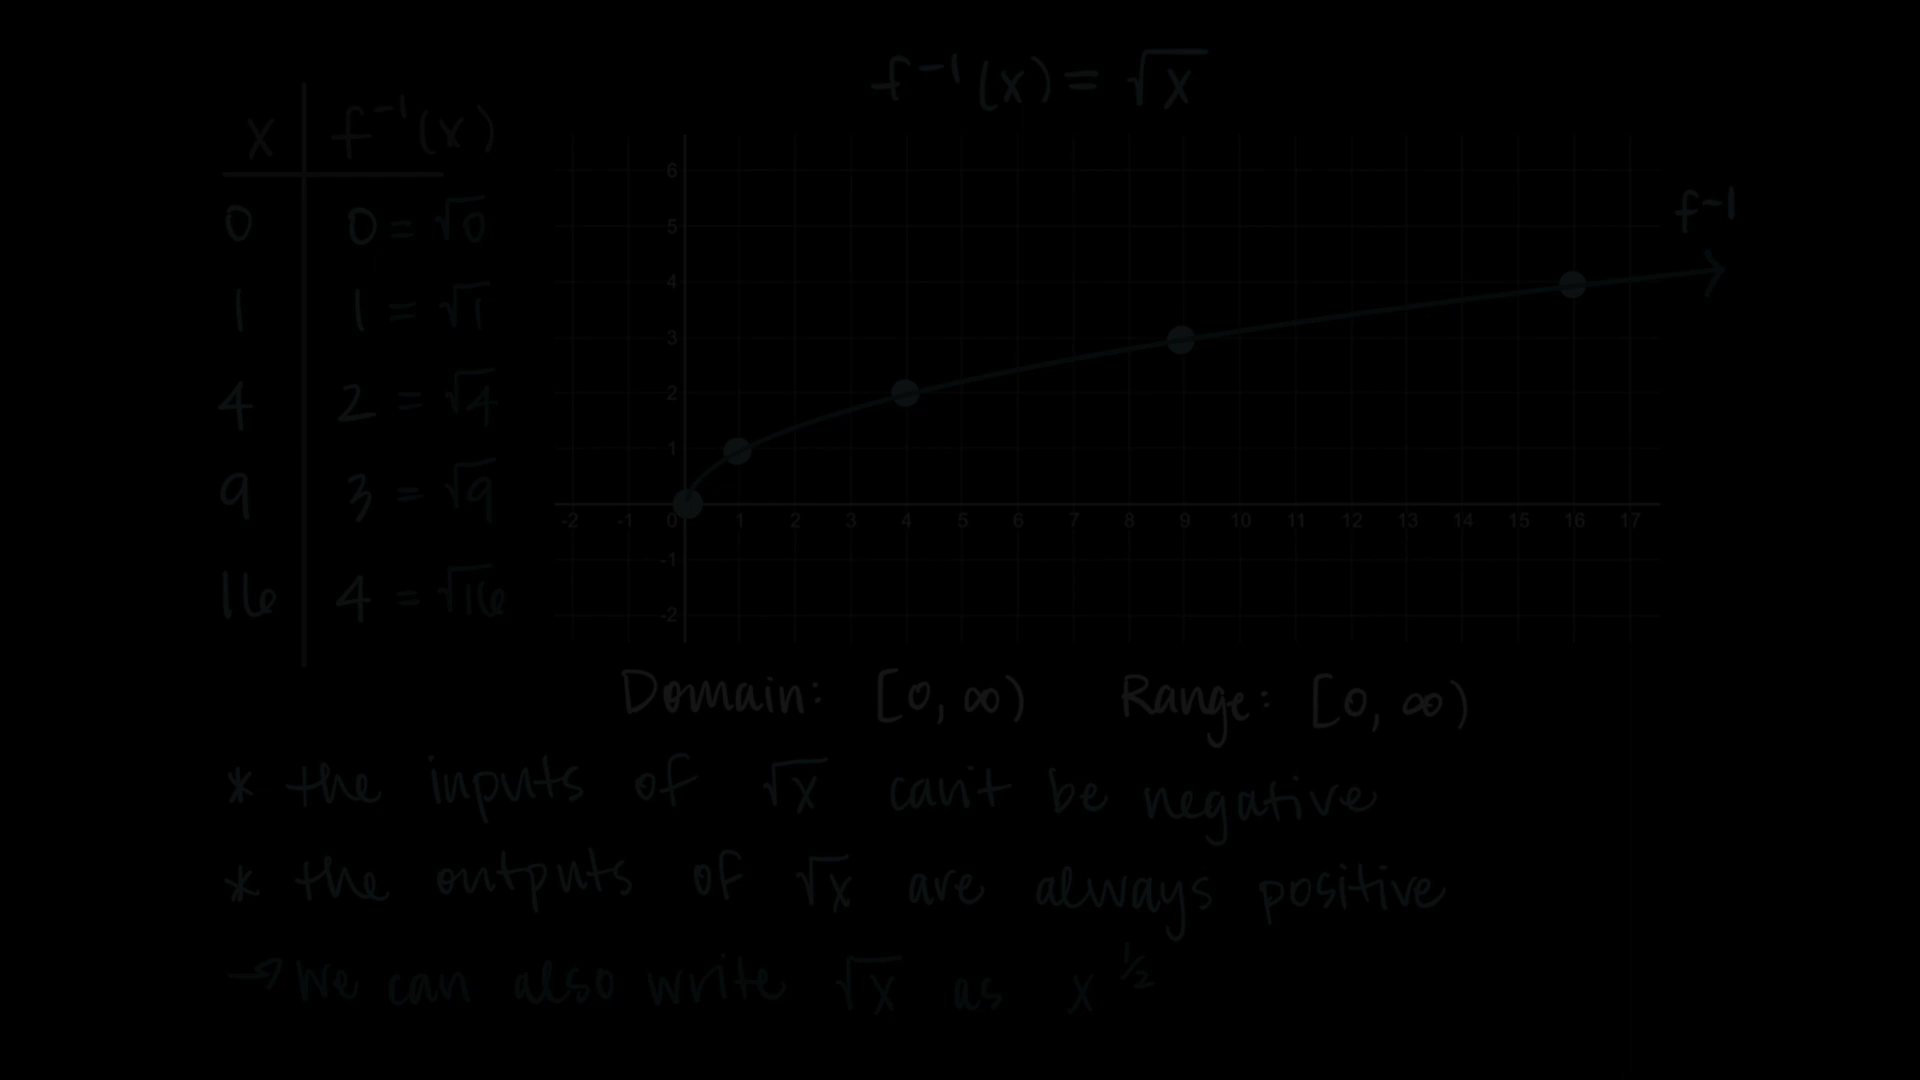 f⁻¹(x) = √x
x f⁻¹(x)
0 0 = √0
1 1 = √1
4 2 = √4
9 3 = √9
16 4 = √16
6
5
4
3
2
1
-2 -1 0 1 2 3 4 5 6 7 8 9 10 11 12 13 14 15 16 17
-1
-2
f⁻¹
Domain: [0, ∞) Range: [0, ∞)
* the inputs of √x can't be negative
* the outputs of √x are always positive
→ We can also write √x as x^1/2